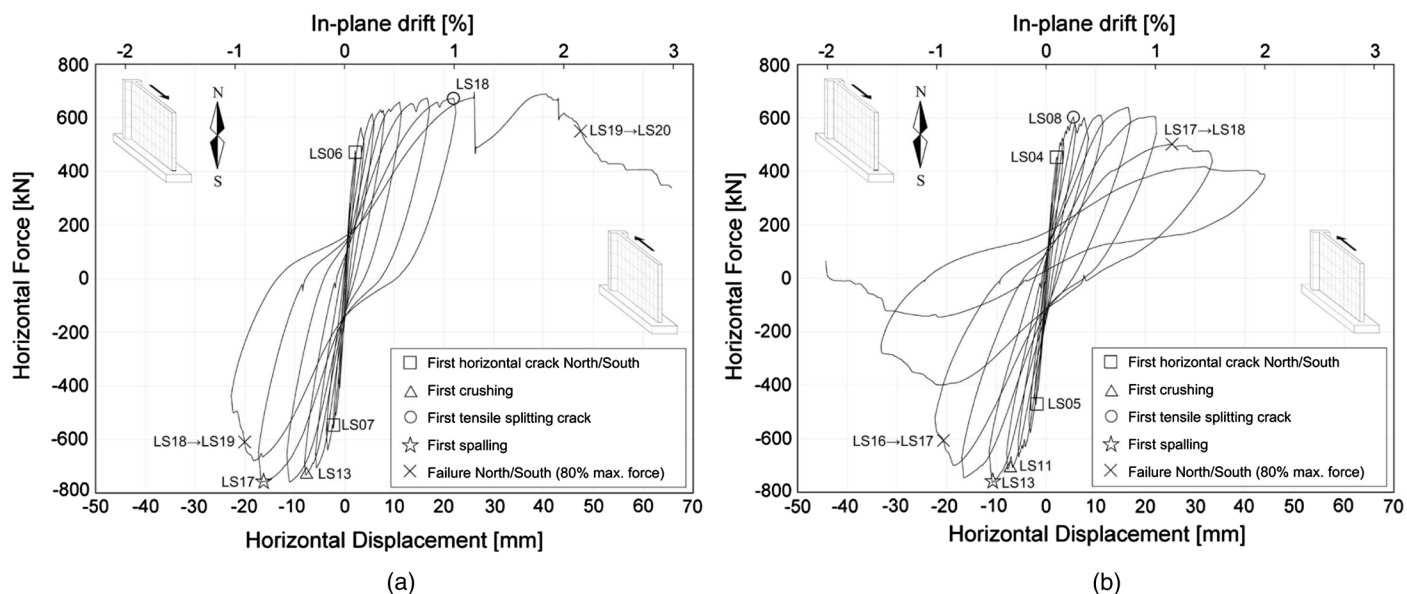 In-plane drift [%]
-2 -1 0 1 2 3
800
600
400
200
0
-200
-400
-600
-800
Horizontal Force [kN]
N
S
LS18
LS06
LS19→LS20
LS07
LS18→LS19
LS17
LS13
First horizontal crack North/South
First crushing
First tensile splitting crack
First spalling
Failure North/South (80% max. force)
-50 -40 -30 -20 -10 0 10 20 30 40 50 60 70
Horizontal Displacement [mm]
(a)
In-plane drift [%]
-2 -1 0 1 2 3
800
600
400
200
0
-200
-400
-600
-800
Horizontal Force [kN]
N
S
LS08
LS17→LS18
LS04
LS05
LS16→LS17
LS11
LS13
First horizontal crack North/South
First crushing
First tensile splitting crack
First spalling
Failure North/South (80% max. force)
-50 -40 -30 -20 -10 0 10 20 30 40 50 60 70
Horizontal Displacement [mm]
(b)